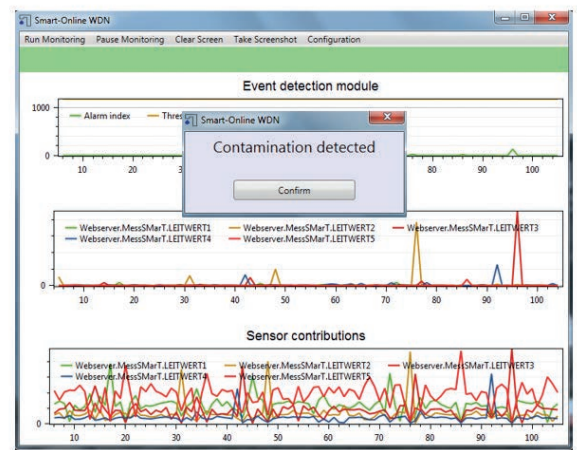 Smart-Online WDN
Run Monitoring Pause Monitoring Clear Screen Take Screenshot Configuration
Event detection module
1000
Alarm index Thres
Smart-Online WDN
Contamination detected
Confirm
0
10 20 3 80 90 100
Webserver.MessSMarT.LEITWERT1 Webserver.MessSMarT.LEITWERT2 Webserver.MessSMarT.LEITWERT3
Webserver.MessSMarT.LEITWERT4 Webserver.MessSMarT.LEITWERT5
0
10 20 30 40 50 60 70 80 90 100
Sensor contributions
Webserver.MessSMarT.LEITWERT1 Webserver.MessSMarT.LEITWERT2 Webserver.MessSMarT.LEITWERT3
Webserver.MessSMarT.LEITWERT4 Webserver.MessSMarT.LEITWERT5
0
10 20 30 40 50 60 70 80 90 100